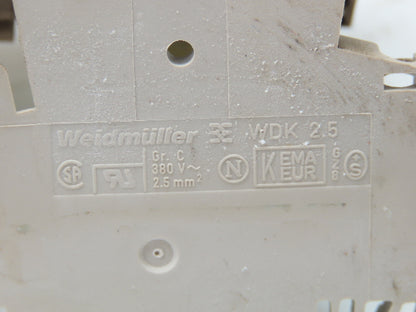 Weidmüller WDK 2.5
Gr. C
380 V~
2.5 mm²
N
KEMA
EUR
S